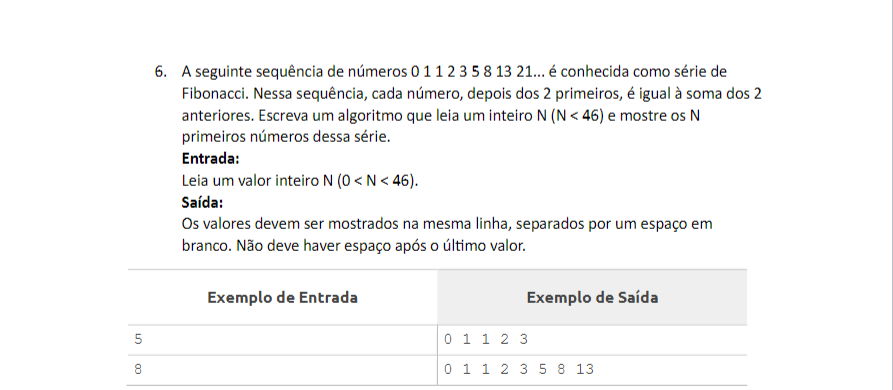 6. A seguinte sequência de números 0 1 1 2 3 5 8 13 21... é conhecida como série de
Fibonacci. Nessa sequência, cada número, depois dos 2 primeiros, é igual à soma dos 2
anteriores. Escreva um algoritmo que leia um inteiro N (N < 46) e mostre os N
primeiros números dessa série.
Entrada:
Leia um valor inteiro N (0 < N < 46).
Saída:
Os valores devem ser mostrados na mesma linha, separados por um espaço em
branco. Não deve haver espaço após o último valor.
Exemplo de Entrada Exemplo de Saída
5 0 1 1 2 3
8 0 1 1 2 3 5 8 13